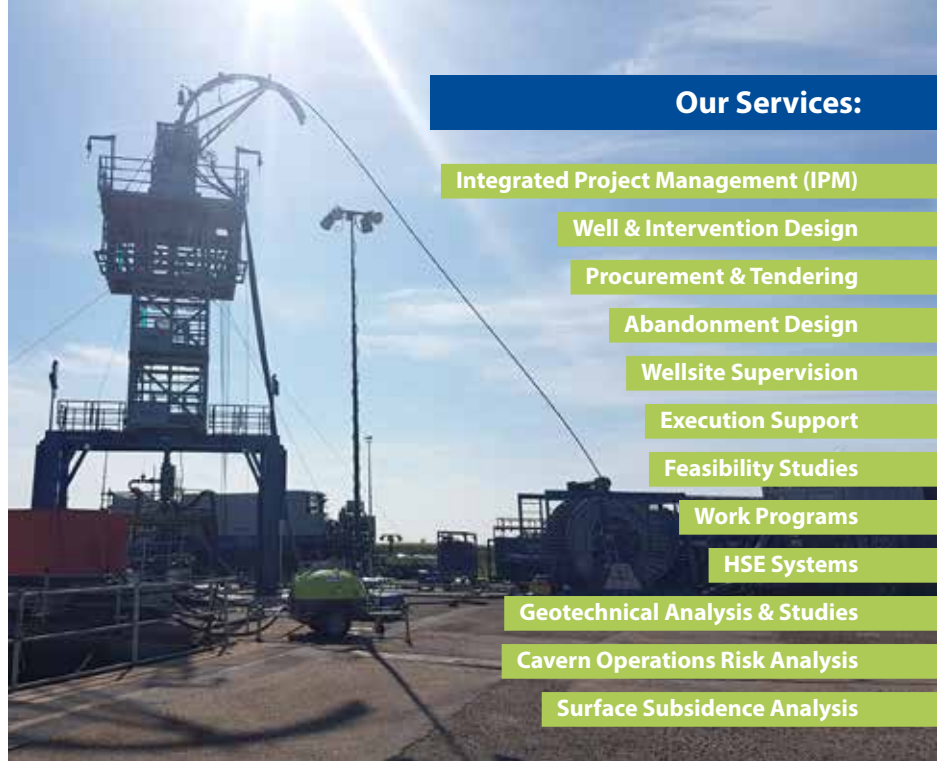 Our Services:
Integrated Project Management (IPM)
Well & Intervention Design
Procurement & Tendering
Abandonment Design
Wellsite Supervision
Execution Support
Feasibility Studies
Work Programs
HSE Systems
Geotechnical Analysis & Studies
Cavern Operations Risk Analysis
Surface Subsidence Analysis